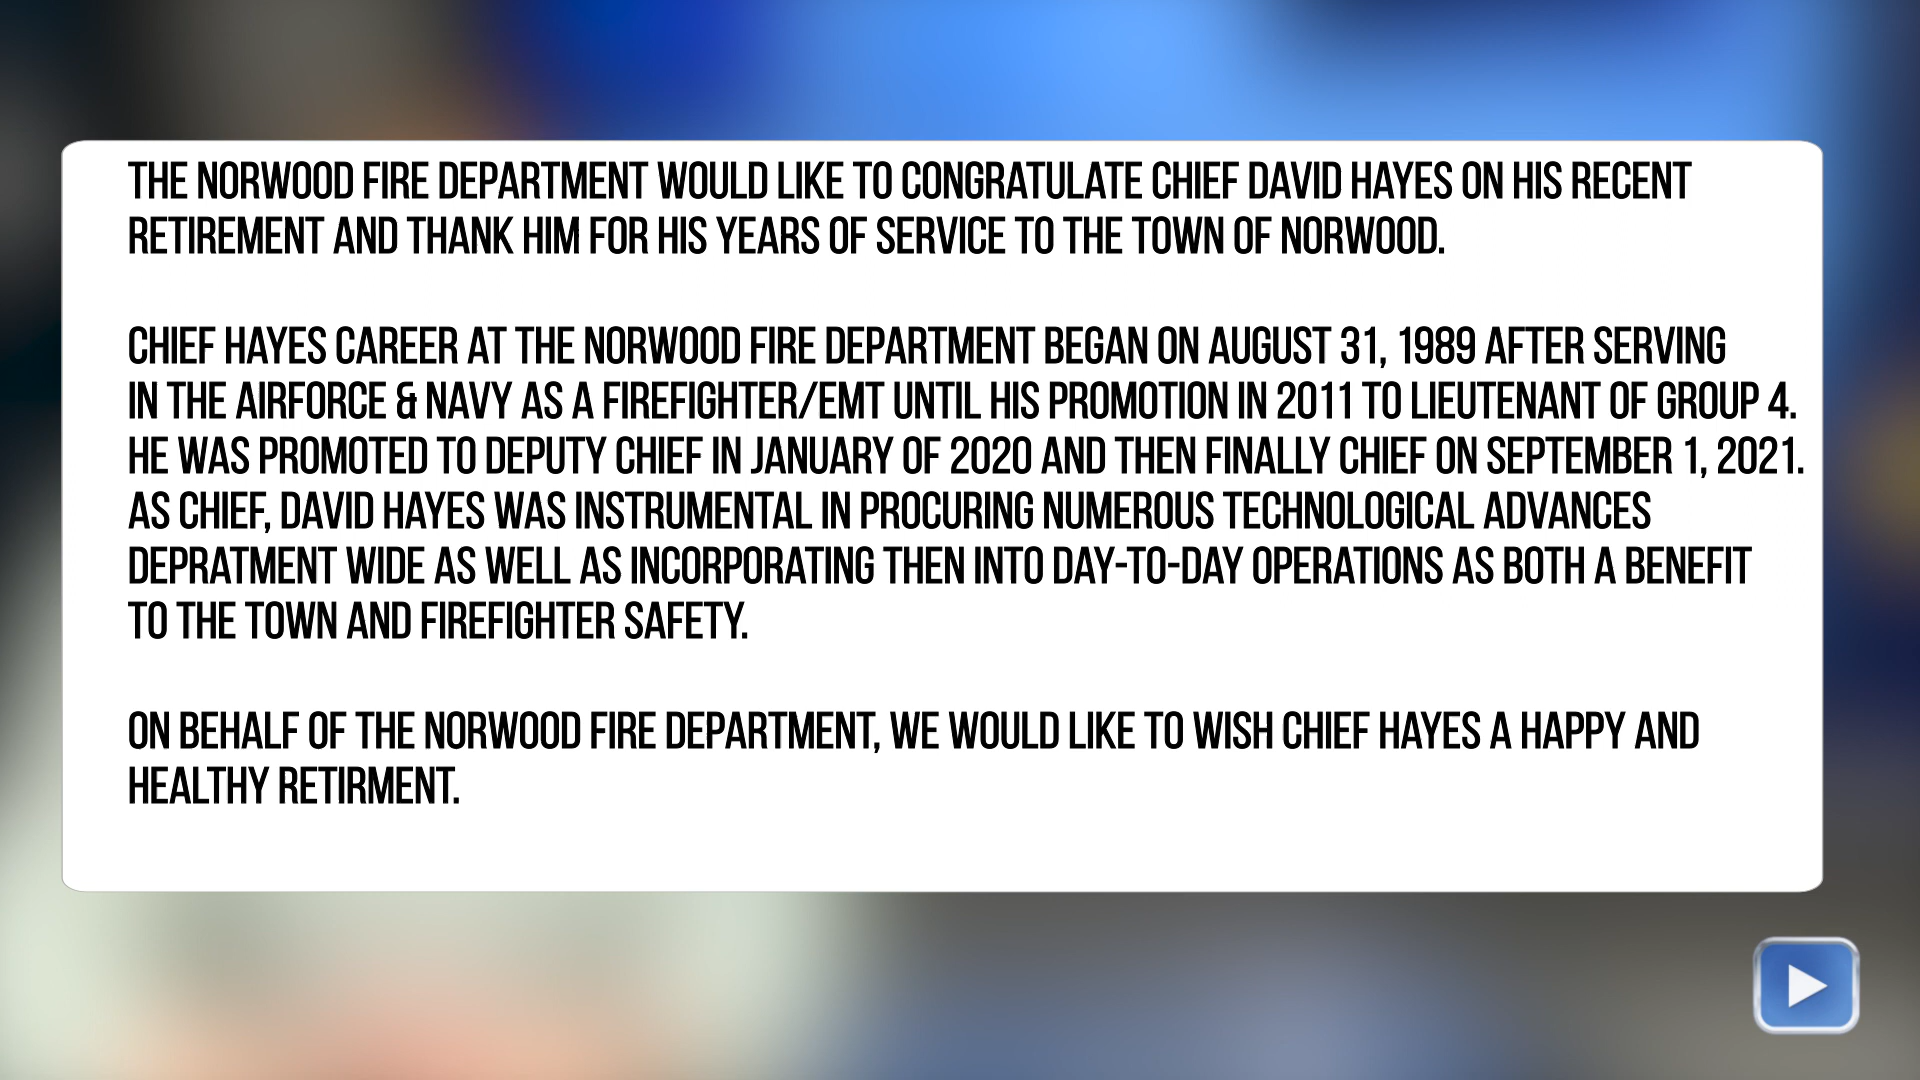 THE NORWOOD FIRE DEPARTMENT WOULD LIKE TO CONGRATULATE CHIEF DAVID HAYES ON HIS RECENT
RETIREMENT AND THANK HIM FOR HIS YEARS OF SERVICE TO THE TOWN OF NORWOOD.
CHIEF HAYES CAREER AT THE NORWOOD FIRE DEPARTMENT BEGAN ON AUGUST 31, 1989 AFTER SERVING
IN THE AIRFORCE & NAVY AS A FIREFIGHTER/EMT UNTIL HIS PROMOTION IN 2011 TO LIEUTENANT OF GROUP 4.
HE WAS PROMOTED TO DEPUTY CHIEF IN JANUARY OF 2020 AND THEN FINALLY CHIEF ON SEPTEMBER 1, 2021.
AS CHIEF, DAVID HAYES WAS INSTRUMENTAL IN PROCURING NUMEROUS TECHNOLOGICAL ADVANCES
DEPRATMENT WIDE AS WELL AS INCORPORATING THEN INTO DAY-TO-DAY OPERATIONS AS BOTH A BENEFIT
TO THE TOWN AND FIREFIGHTER SAFETY.
ON BEHALF OF THE NORWOOD FIRE DEPARTMENT, WE WOULD LIKE TO WISH CHIEF HAYES A HAPPY AND
HEALTHY RETIRMENT.